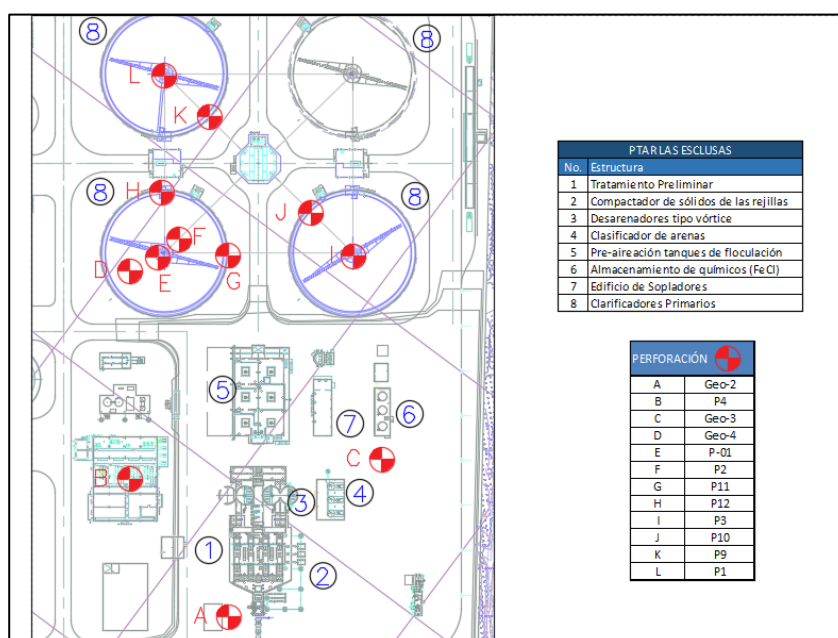 8
8
L
K
H
8
8
J
F
I
D
E
G
5
7
6
C
B
3
4
1
2
A
PTAR LAS ESCLUSAS
No. Estructura
1 Tratamiento Preliminar
2 Compactador de sólidos de las rejillas
3 Desarenadores tipo vórtice
4 Clasificador de arenas
5 Pre-aireación tanques de floculación
6 Almacenamiento de químicos (FeCl)
7 Edificio de Sopladores
8 Clarificadores Primarios
PERFORACIÓN
A Geo-2
B P4
C Geo-3
D Geo-4
E P-01
F P2
G P11
H P12
I P3
J P10
K P9
L P1